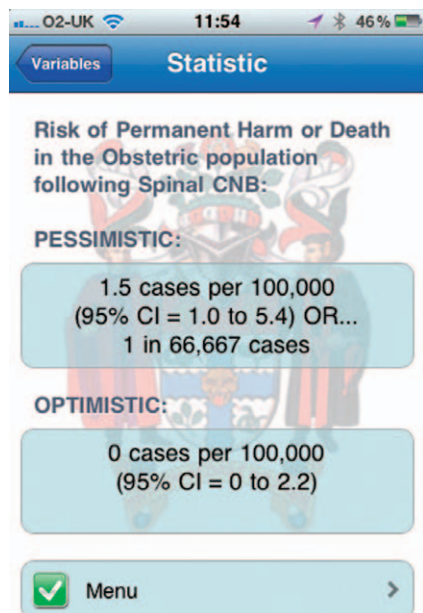 O2-UK 11:54 46%
Variables Statistic
Risk of Permanent Harm or Death
in the Obstetric population
following Spinal CNB:
PESSIMISTIC:
1.5 cases per 100,000
(95% CI = 1.0 to 5.4) OR...
1 in 66,667 cases
OPTIMISTIC:
0 cases per 100,000
(95% CI = 0 to 2.2)
Menu